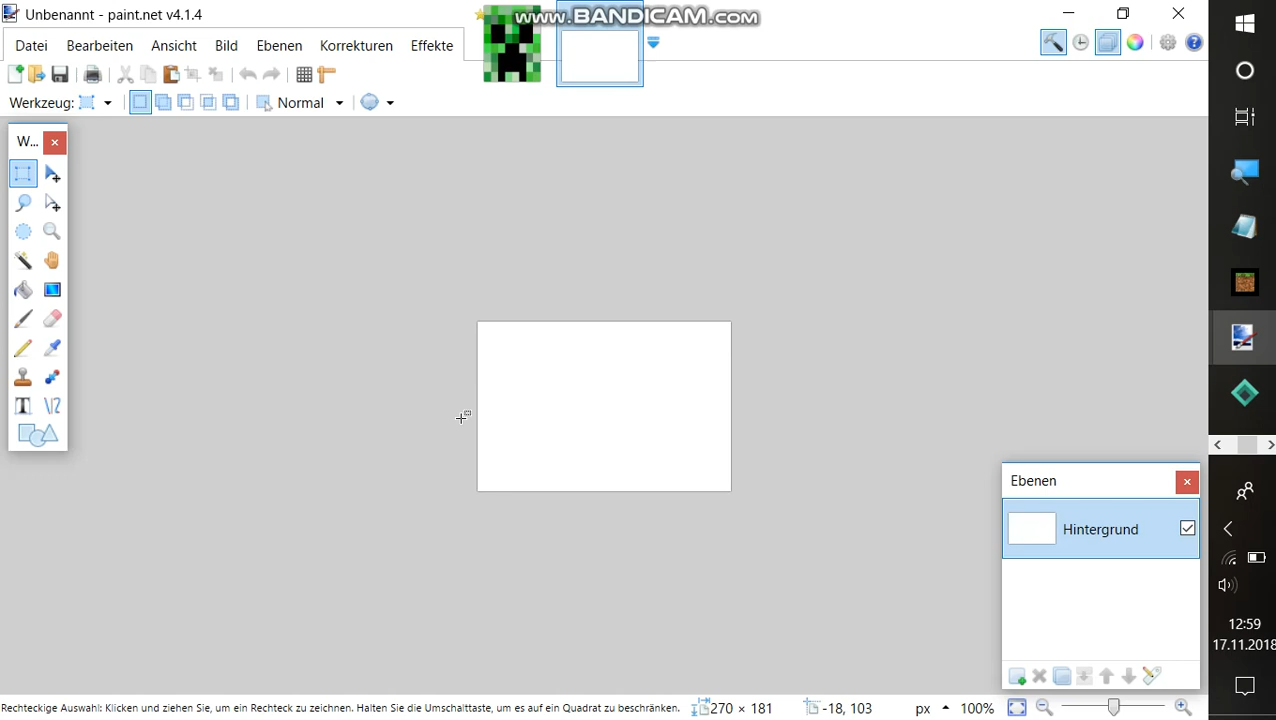 Unbenannt - paint.net v4.1.4
www.BANDICAM.com
Datei Bearbeiten Ansicht Bild Ebenen Korrekturen Effekte
Werkzeug: Normal
W...
Ebenen
Hintergrund
12:59
17.11.2018
Rechteckige Auswahl: Klicken und ziehen Sie, um ein Rechteck zu zeichnen. Halten Sie die Umschalttaste, um es auf ein Quadrat zu beschränken. 270 × 181 -18, 103 px 100%